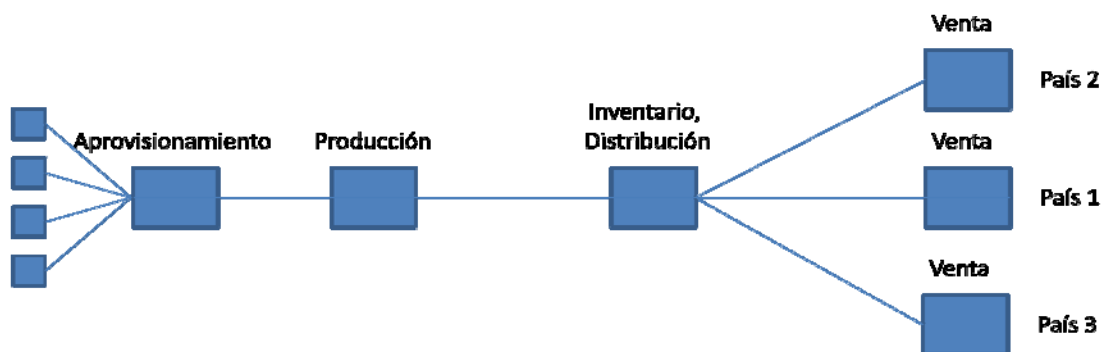 Venta
País 2
Inventario,
Distribución
Aprovisionamiento
Producción
Venta
País 1
Venta
País 3